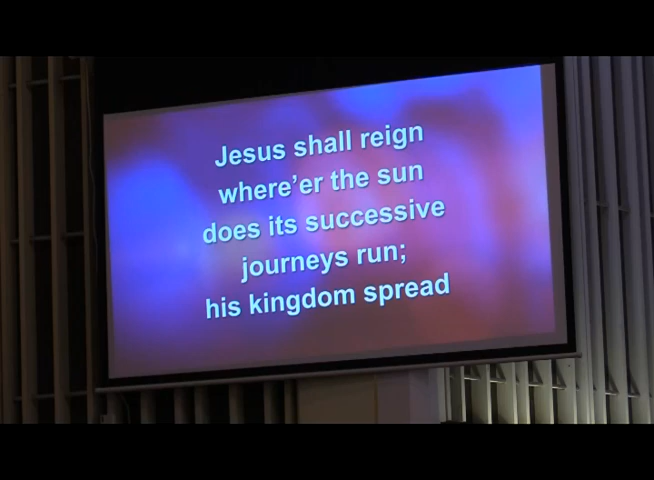 Jesus shall reign
where’er the sun
does its successive
journeys run;
his kingdom spread